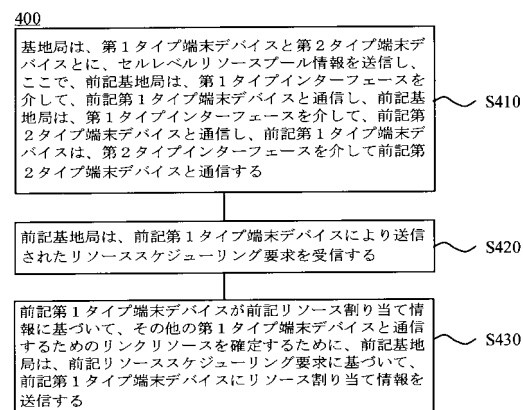 400
基地局は、第1タイプ端末デバイスと第2タイプ端末デ
バイスとに、セルレベルリソースプール情報を送信し、
ここで、前記基地局は、第1タイプインターフェースを
介して、前記第1タイプ端末デバイスと通信し、前記基
地局は、第1タイプインターフェースを介して、前記第
2タイプ端末デバイスと通信し、前記第1タイプ端末デ
バイスは、第2タイプインターフェースを介して前記第
2タイプ端末デバイスと通信する
S410
前記基地局は、前記第1タイプ端末デバイスにより送信
されたリソーススケジューリング要求を受信する
S420
前記第1タイプ端末デバイスが前記リソース割り当て情
報に基づいて、その他の第1タイプ端末デバイスと通信
するためのリンクリソースを確定するために、前記基地
局は、前記リソーススケジューリング要求に基づいて、
前記第1タイプ端末デバイスにリソース割り当て情報を
送信する
S430